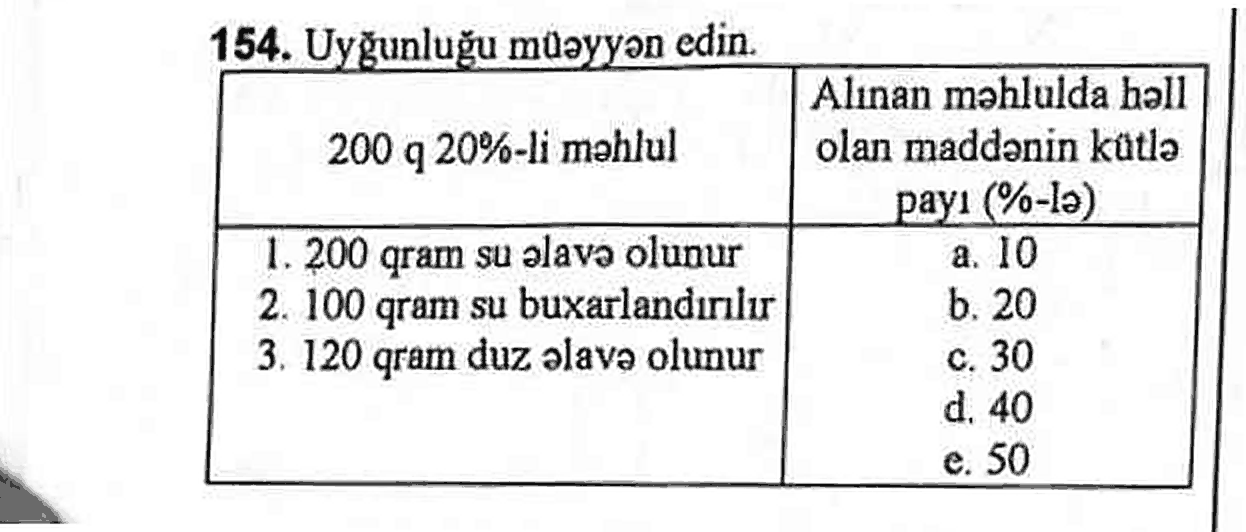 154. Uyğunluğu müəyyən edin.
200 q 20%-li məhlul
Alınan məhlulda həll
olan maddənin kütlə
payı (%-lə)
1. 200 qram su əlavə olunur
2. 100 qram su buxarlandırılır
3. 120 qram duz əlavə olunur
a. 10
b. 20
c. 30
d. 40
e. 50